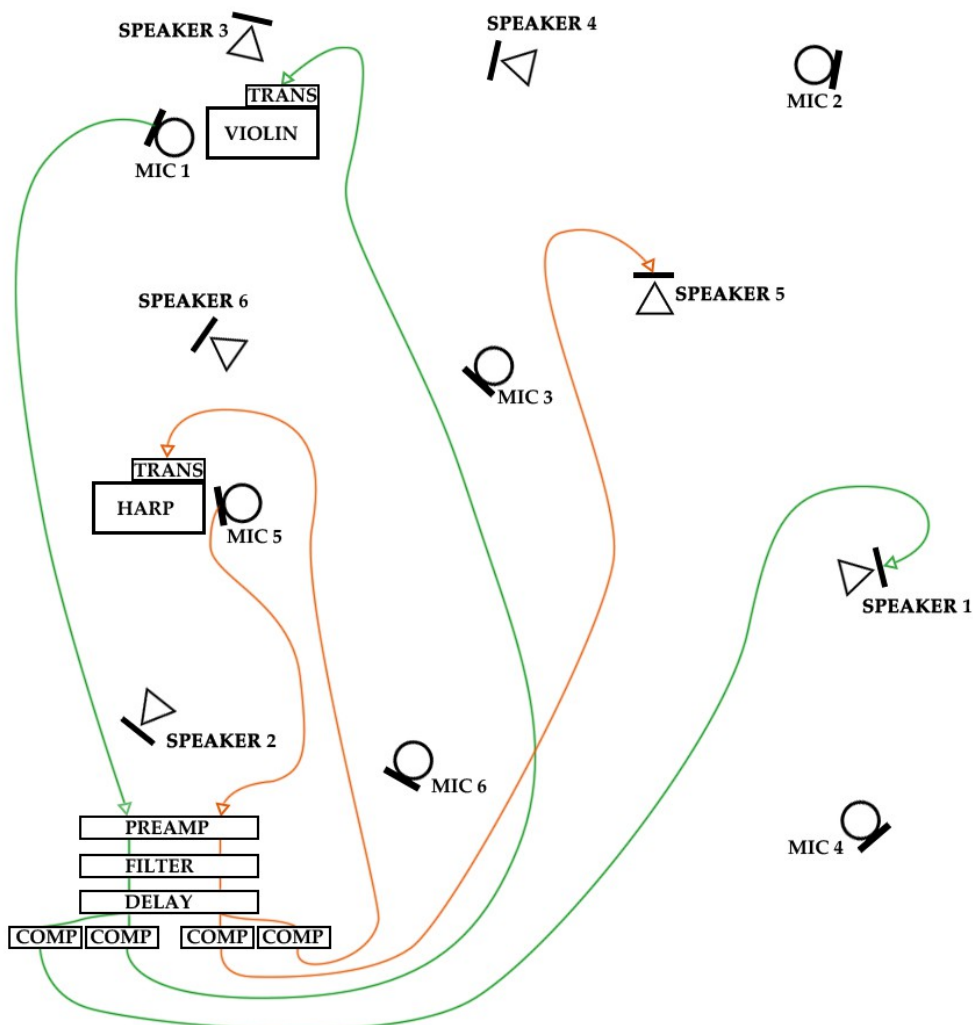 SPEAKER 3
SPEAKER 4
TRANS
MIC 2
VIOLIN
MIC 1
SPEAKER 6
SPEAKER 5
MIC 3
TRANS
HARP
MIC 5
SPEAKER 1
SPEAKER 2
MIC 6
PREAMP
MIC 4
FILTER
DELAY
COMP COMP COMP COMP